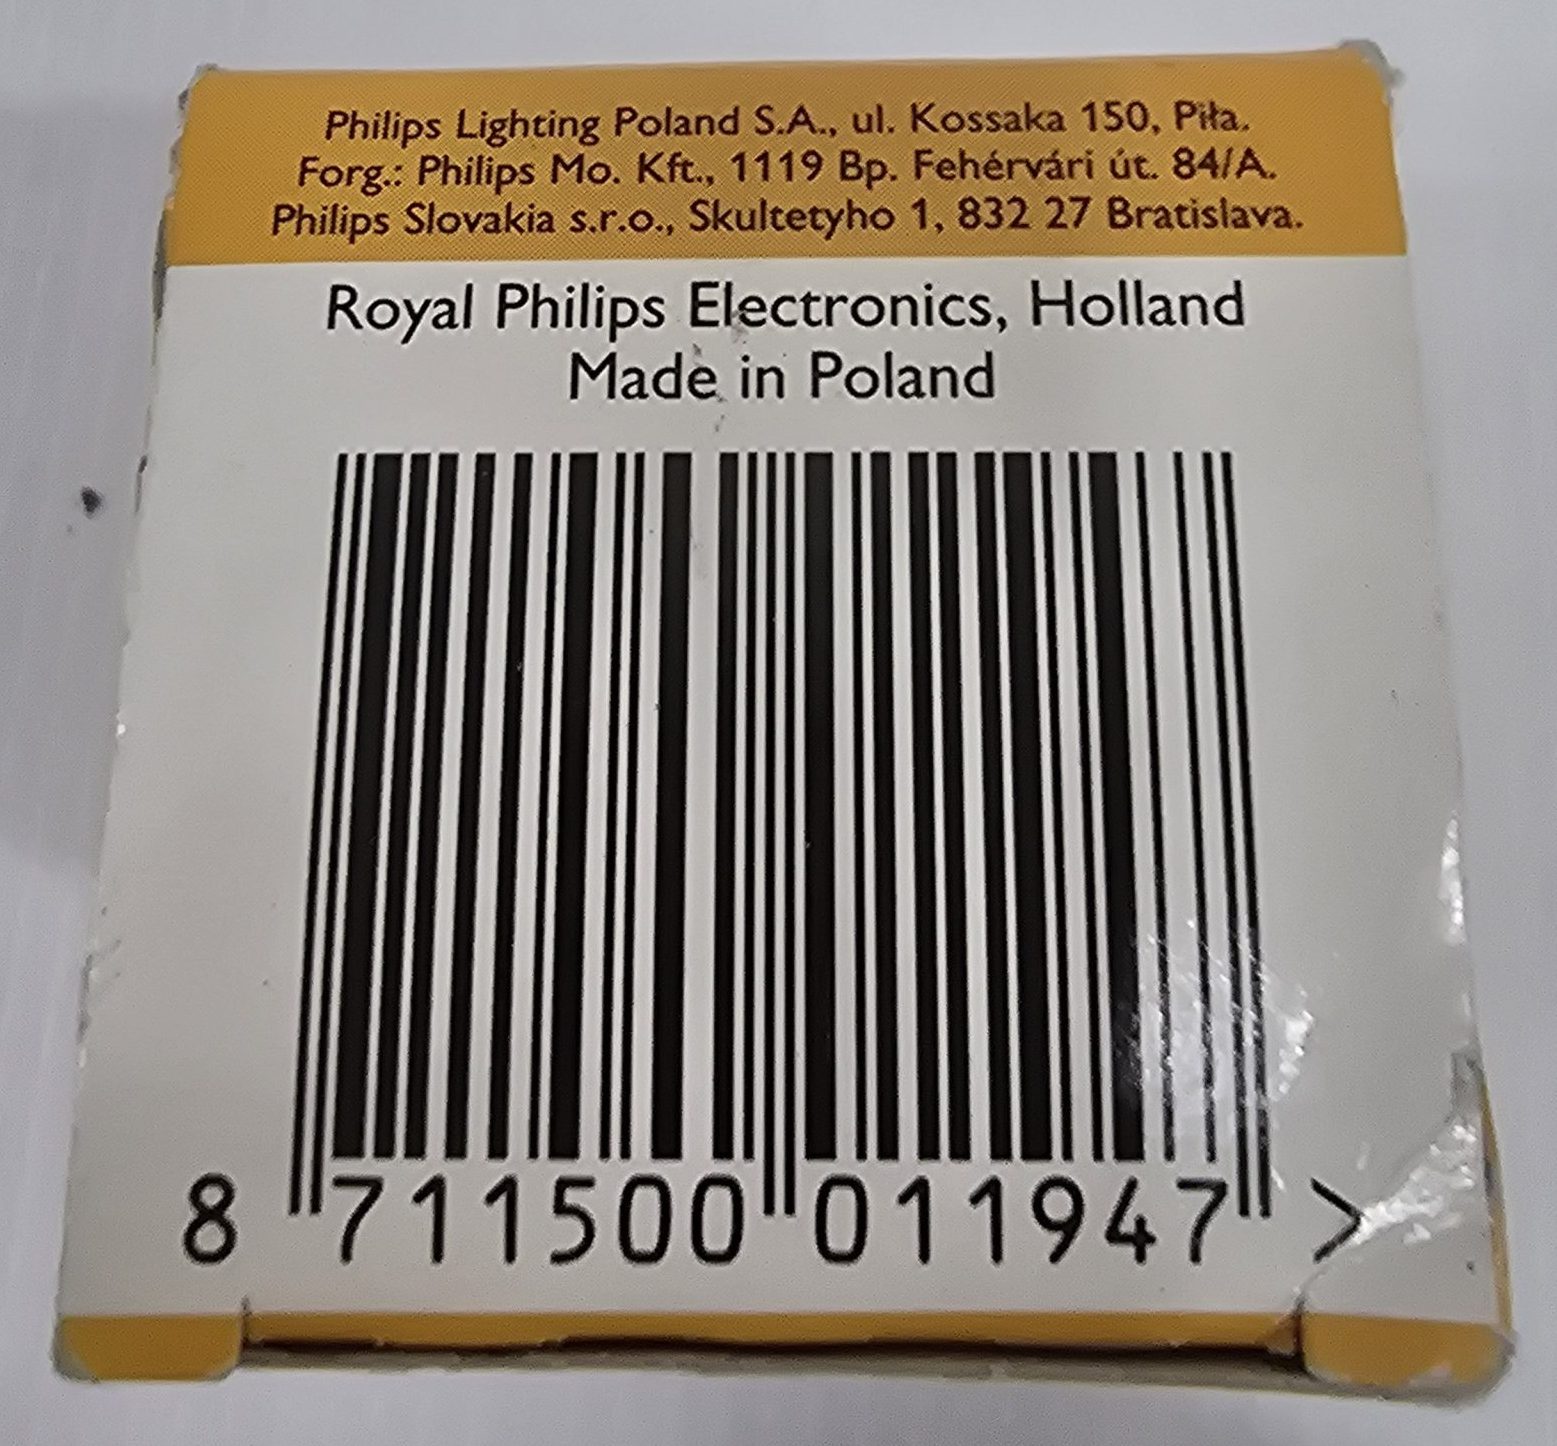 Philips Lighting Poland S.A., ul. Kossaka 150, Piła.
Forg.: Philips Mo. Kft., 1119 Bp. Fehérvári út. 84/A.
Philips Slovakia s.r.o., Skultetyho 1, 832 27 Bratislava.
Royal Philips Electronics, Holland
Made in Poland
8 711500 011947 >